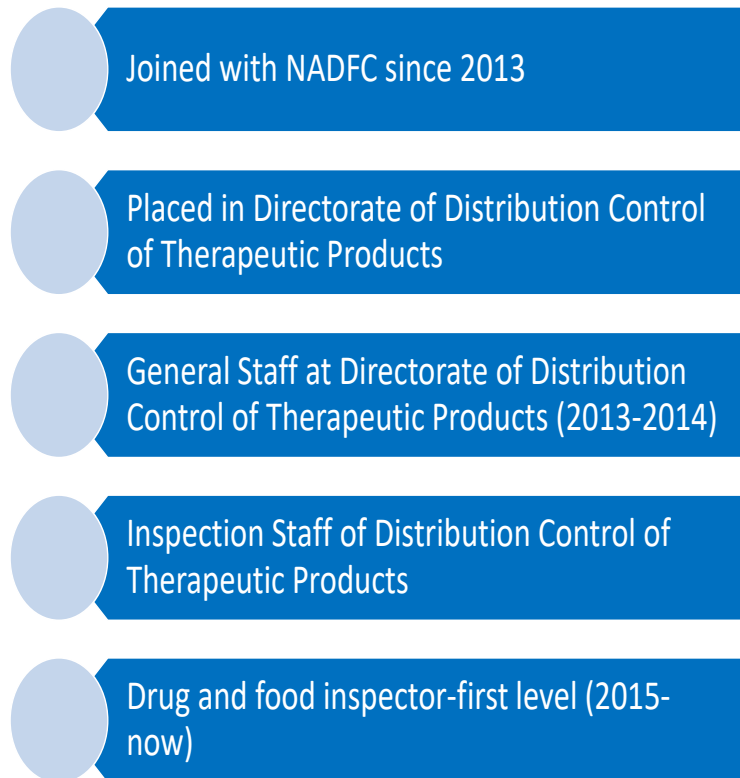 Joined with NADFC since 2013
Placed in Directorate of Distribution Control
of Therapeutic Products
General Staff at Directorate of Distribution
Control of Therapeutic Products (2013-2014)
Inspection Staff of Distribution Control of
Therapeutic Products
Drug and food inspector-first level (2015-
now)